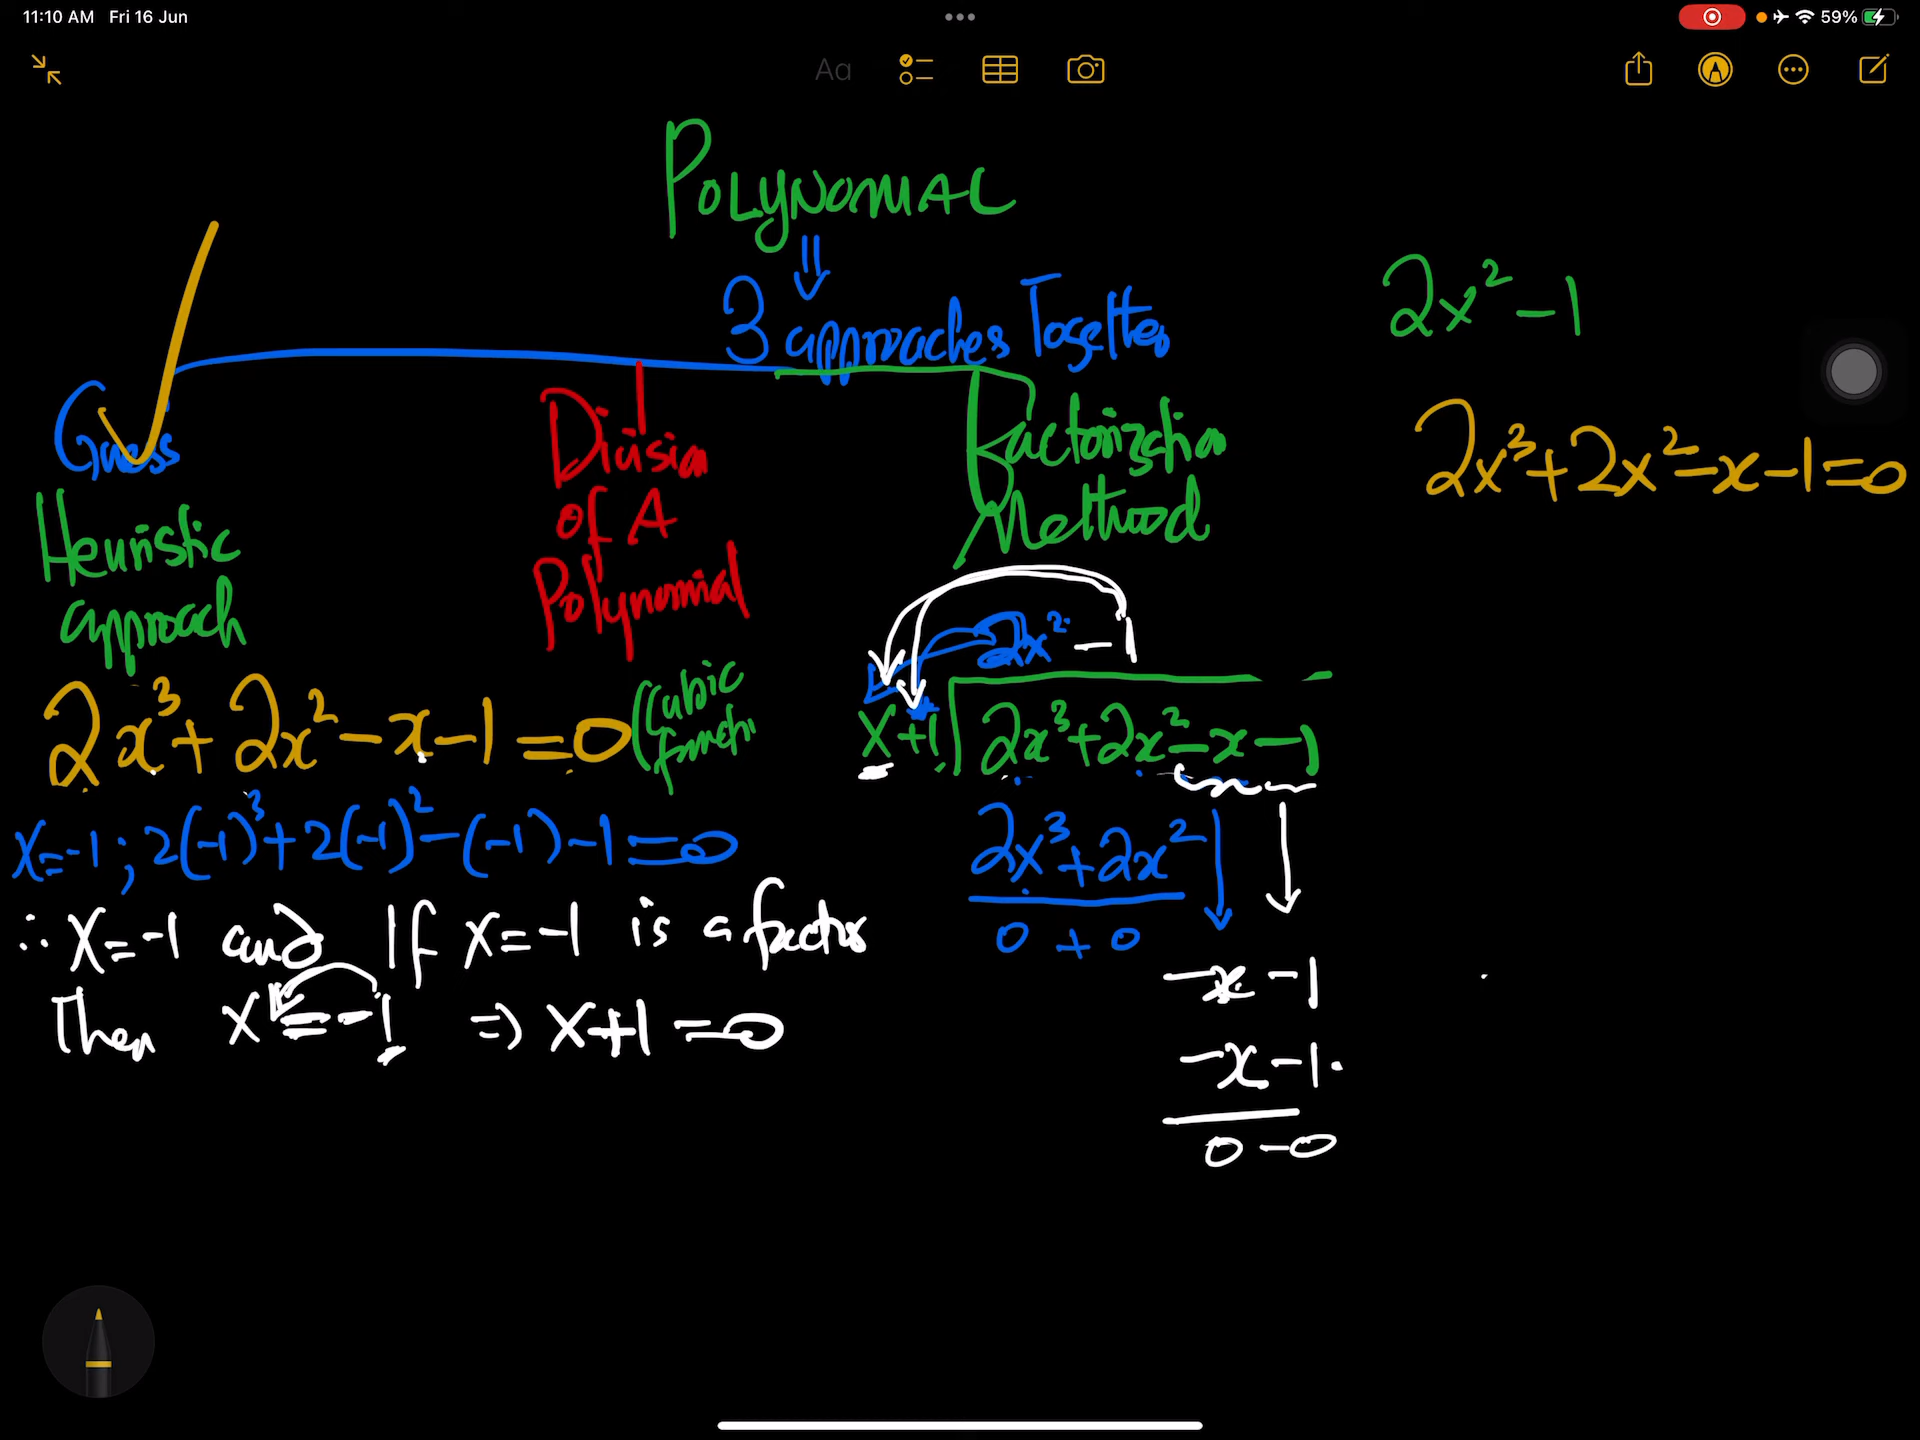 11:10 AM Fri 16 Jun
59%
Aa
POLYNOMAL
⇓
3 approaches Together
Guess
Heuristic
approach
Division
of A
Polynomial
Factorization
Method
2x² - 1
2x³ + 2x² - x - 1 = 0
2x³ + 2x² - x - 1 = 0 (Cubic
x = -1 ; 2(-1)³ + 2(-1)² - (-1) - 1 = 0
∴ x = -1 and If x = -1 is a factor
Then x = -1 ⇒ x + 1 = 0
2x² - 1
x + 1 2x³ + 2x² - x - 1
2x³ + 2x²
0 + 0
-x - 1
-x - 1.
0 - 0